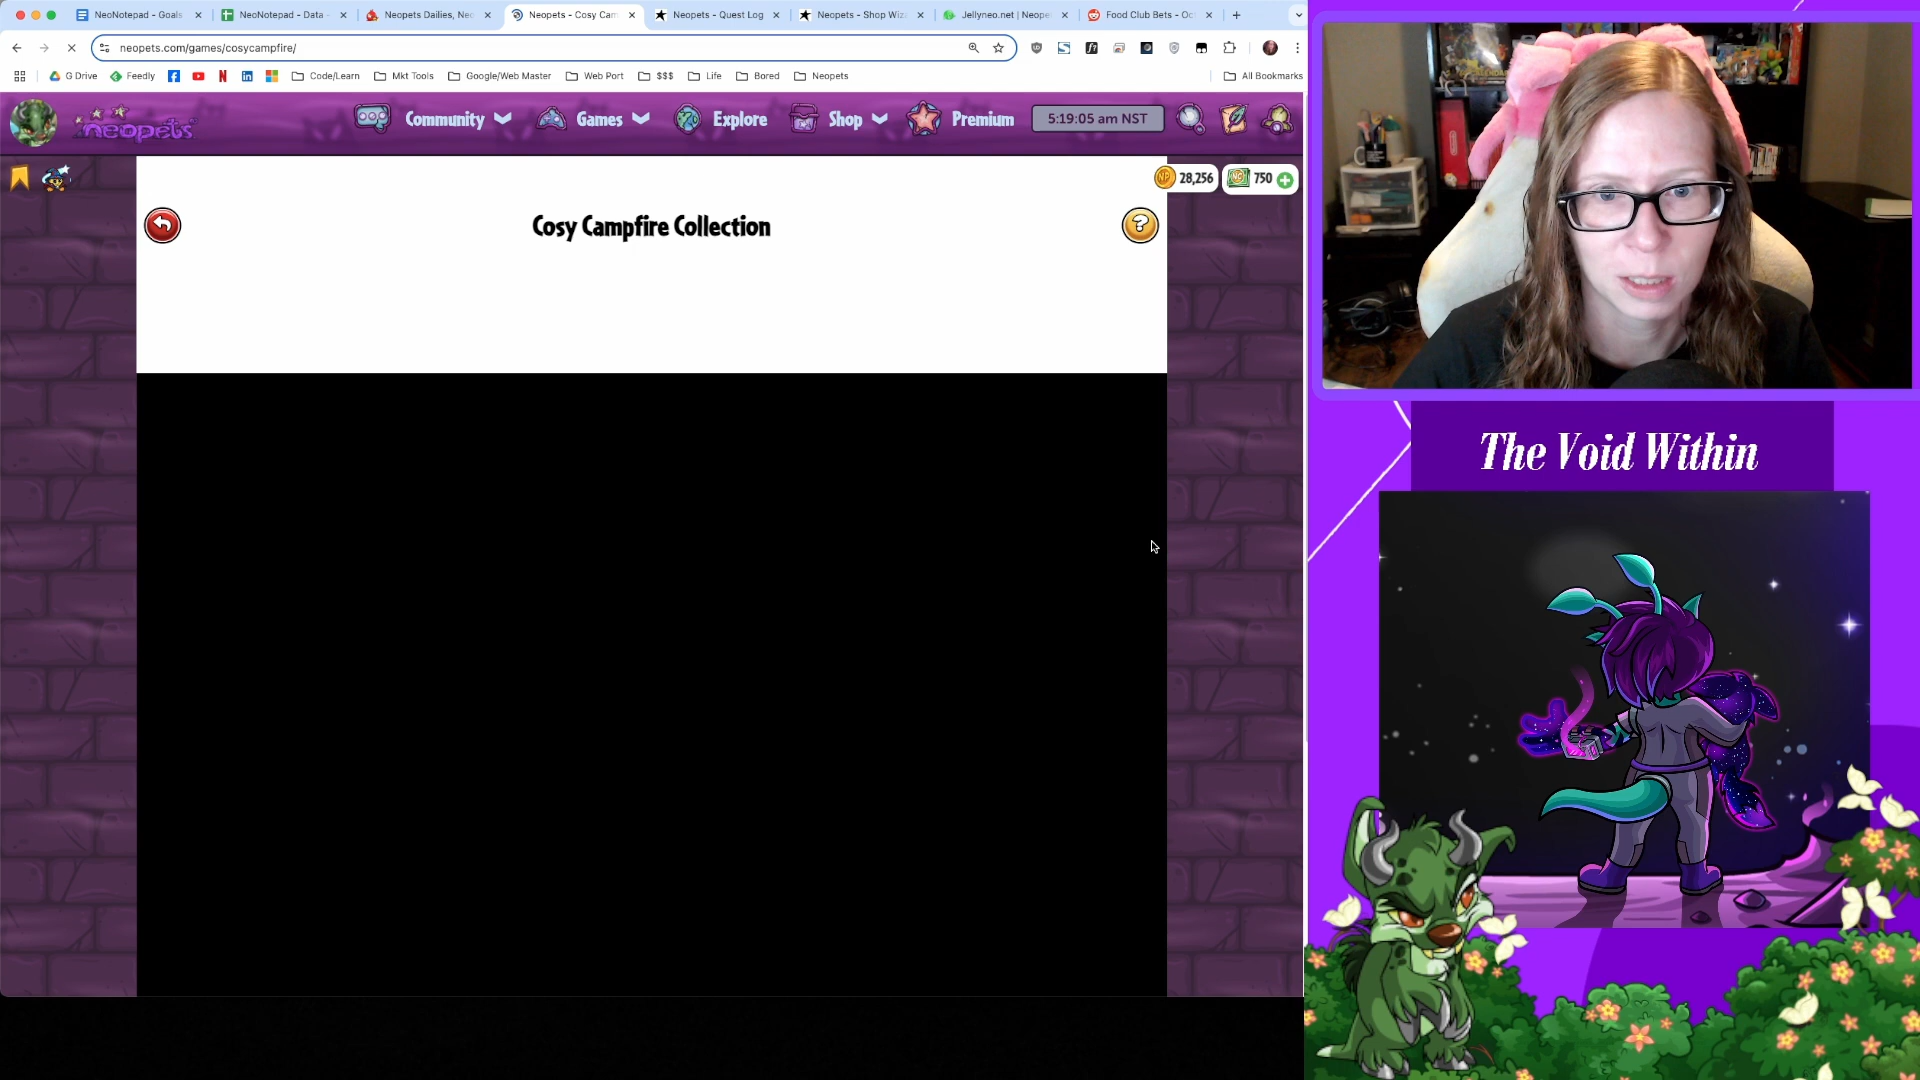 NeoNotepad - Goals
NeoNotepad - Data -
Neopets Dailies, Neo
Neopets - Cosy Cam
Neopets - Quest Log
Neopets - Shop Wiz
Jellyneo.net | Neope
Food Club Bets - Oc
neopets.com/games/cosycampfire/
G Drive
Feedly
Code/Learn
Mkt Tools
Google/Web Master
Web Port
$$$
Life
Bored
Neopets
All Bookmarks
neopets
Community
Games
Explore
Shop
Premium
5:19:05 am NST
NP 28,256
NC 750
Cosy Campfire Collection
The Void Within